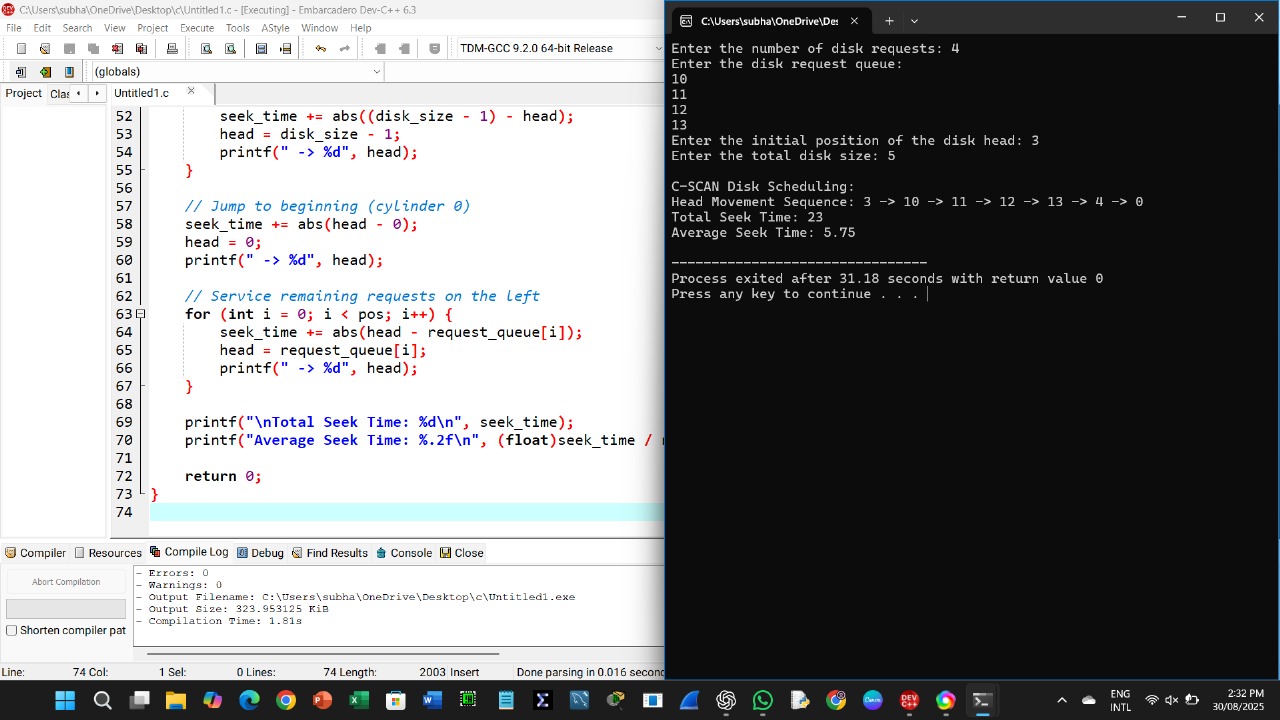 C:\Users\subha\OneDrive\Desktop\c\Untitled1.c - [Executing] - Embarcadero Dev-C++ 6.3
File Edit Search View Project Execute Tools AStyle Window Help
TDM-GCC 9.2.0 64-bit Release
(globals)
Project Clas
Untitled1.c
52 seek_time += abs((disk_size - 1) - head);
53 head = disk_size - 1;
54 printf(" -> %d", head);
55 }
56
57 // Jump to beginning (cylinder 0)
58 seek_time += abs(head - 0);
59 head = 0;
60 printf(" -> %d", head);
61
62 // Service remaining requests on the left
63 for (int i = 0; i < pos; i++) {
64 seek_time += abs(head - request_queue[i]);
65 head = request_queue[i];
66 printf(" -> %d", head);
67 }
68
69 printf("\nTotal Seek Time: %d\n", seek_time);
70 printf("Average Seek Time: %.2f\n", (float)seek_time /
71
72 return 0;
73 }
74
Compiler Resources Compile Log Debug Find Results Console Close
Abort Compilation
Shorten compiler pat
- Errors: 0
- Warnings: 0
- Output Filename: C:\Users\subha\OneDrive\Desktop\c\Untitled1.exe
- Output Size: 323.953125 KiB
- Compilation Time: 1.81s
Line: 74 Col: 1 Sel: 0 Lines: 74 Length: 2003 Insert Done parsing in 0.016 secon
C:\Users\subha\OneDrive\Des
Enter the number of disk requests: 4
Enter the disk request queue:
10
11
12
13
Enter the initial position of the disk head: 3
Enter the total disk size: 5
C-SCAN Disk Scheduling:
Head Movement Sequence: 3 -> 10 -> 11 -> 12 -> 13 -> 4 -> 0
Total Seek Time: 23
Average Seek Time: 5.75
--------------------------------
Process exited after 31.18 seconds with return value 0
Press any key to continue . . .
ENG
INTL
2:32 PM
30/08/2025